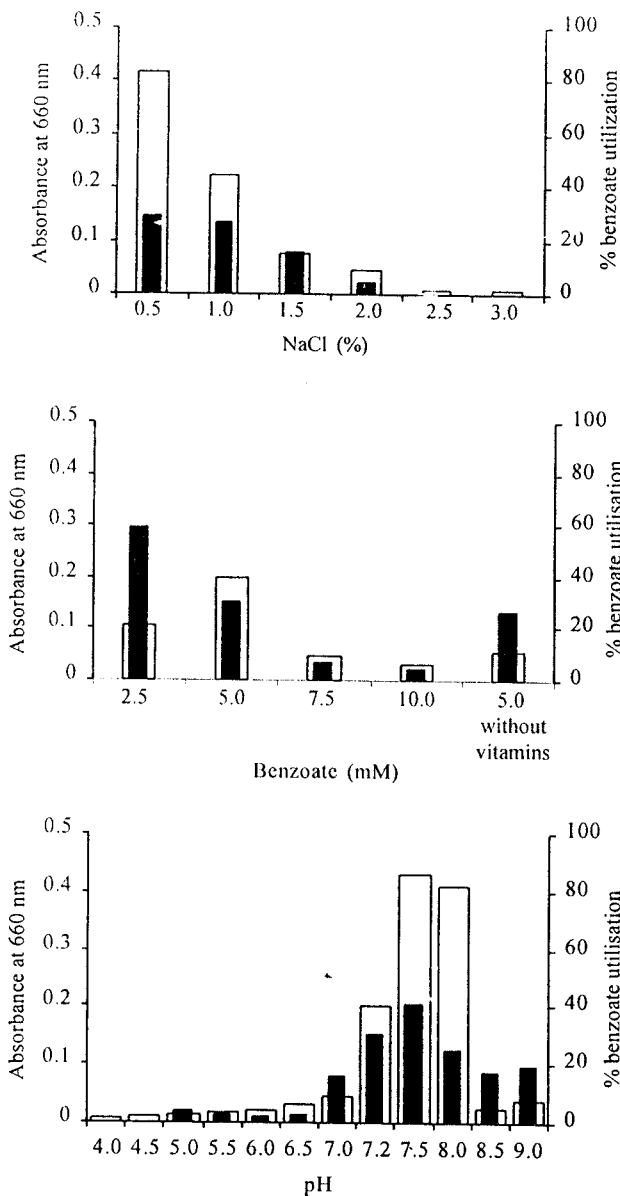 Absorbance at 660 nm
0.5
0.4
0.3
0.2
0.1
0
100
80
60
40
20
0
% benzoate utilization
0.5 1.0 1.5 2.0 2.5 3.0
NaCl (%)
Absorbance at 660 nm
0.5
0.4
0.3
0.2
0.1
0
100
80
60
40
20
0
% benzoate utilisation
2.5 5.0 7.5 10.0 5.0
without
vitamins
Benzoate (mM)
Absorbance at 660 nm
0.5
0.4
0.3
0.2
0.1
0
100
80
60
40
20
0
% benzoate utilisation
4.0 4.5 5.0 5.5 6.0 6.5 7.0 7.2 7.5 8.0 8.5 9.0
pH